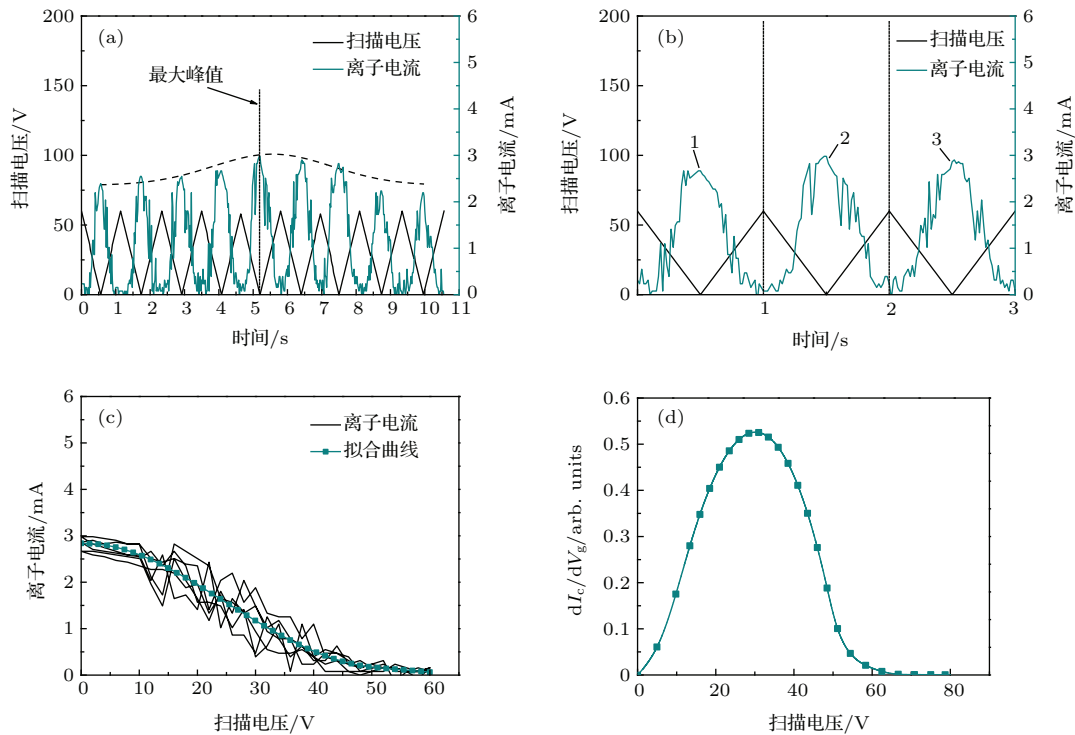 (a)
扫描电压
离子电流
最大峰值
扫描电压/V
离子电流/mA
时间/s
0 50 100 150 200
0 1 2 3 4 5 6
0 1 2 3 4 5 6 7 8 9 10 11
(b)
扫描电压
离子电流
1
2
3
扫描电压/V
离子电流/mA
时间/s
0 50 100 150 200
0 1 2 3 4 5 6
1 2 3
(c)
离子电流
拟合曲线
离子电流/mA
扫描电压/V
0 1 2 3 4 5 6
0 10 20 30 40 50 60
(d)
dIc/dVg/arb. units
扫描电压/V
0 0.1 0.2 0.3 0.4 0.5 0.6
0 20 40 60 80